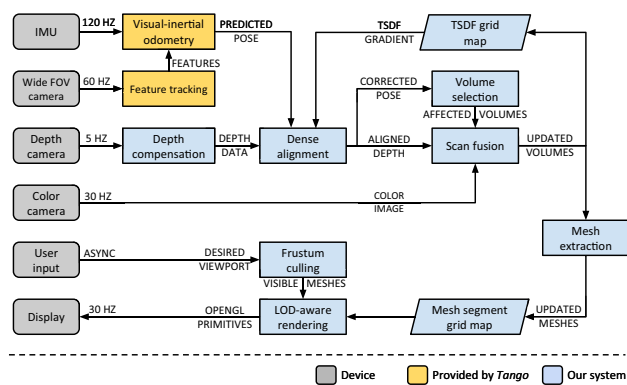 IMU
120 HZ
Visual-inertial
odometry
PREDICTED
POSE
TSDF
GRADIENT
TSDF grid
map
FEATURES
Wide FOV
camera
60 HZ
Feature tracking
CORRECTED
POSE
Volume
selection
AFFECTED VOLUMES
Depth
camera
5 HZ
Depth
compensation
DEPTH
DATA
Dense
alignment
ALIGNED
DEPTH
Scan fusion
UPDATED
VOLUMES
Color
camera
30 HZ
COLOR
IMAGE
Mesh
extraction
User
input
ASYNC
DESIRED
VIEWPORT
Frustum
culling
VISIBLE MESHES
Display
30 HZ
OPENGL
PRIMITIVES
LOD-aware
rendering
Mesh segment
grid map
UPDATED
MESHES
Device
Provided by Tango
Our system